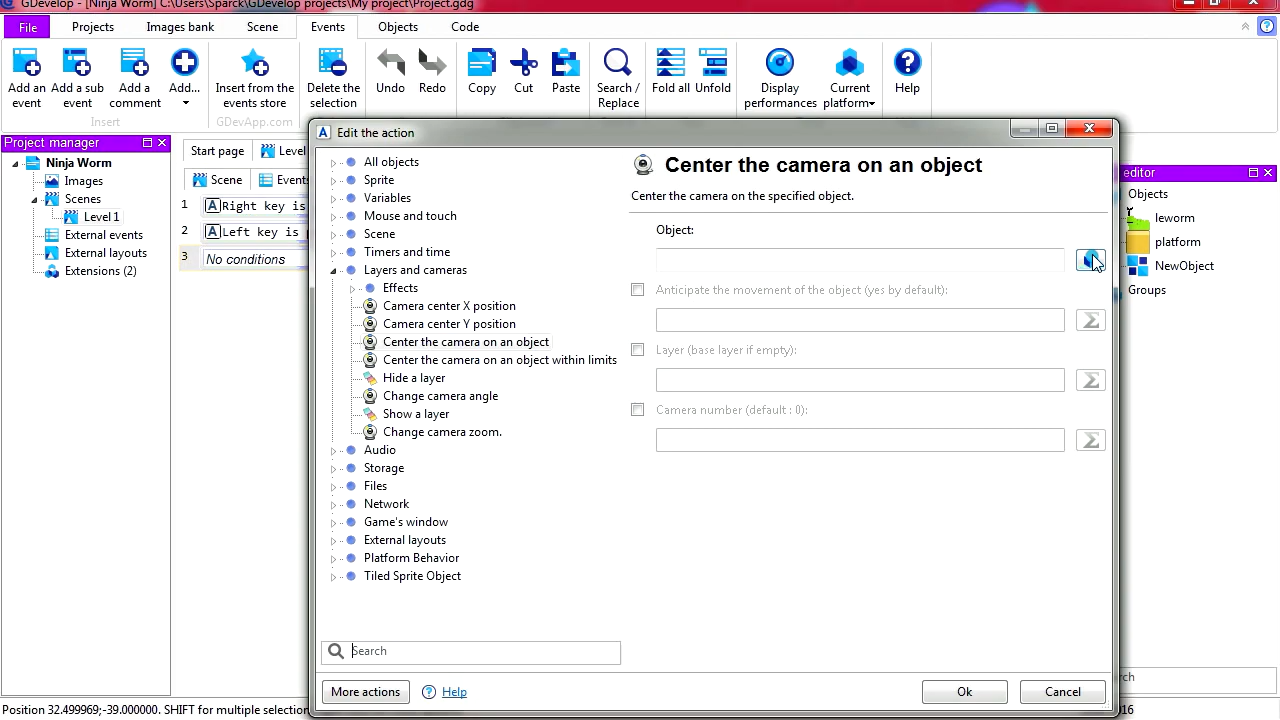 GDevelop - [Ninja Worm] C:\Users\Sparck\GDevelop projects\My project\Project.gdg
File Projects Images bank Scene Events Objects Code
Add an event
Add a sub event
Add a comment
Add...
Insert from the events store
Delete the selection
Undo
Redo
Copy
Cut
Paste
Search / Replace
Fold all
Unfold
Display performances
Current platform
Help
Insert
GDevApp.com
Project manager
Ninja Worm
Images
Scenes
Level 1
External events
External layouts
Extensions (2)
Start page
Level
Scene
Events
1 Right key is
2 Left key is
3 No conditions
Edit the action
All objects
Sprite
Variables
Mouse and touch
Scene
Timers and time
Layers and cameras
Effects
Camera center X position
Camera center Y position
Center the camera on an object
Center the camera on an object within limits
Hide a layer
Change camera angle
Show a layer
Change camera zoom.
Audio
Storage
Files
Network
Game's window
External layouts
Platform Behavior
Tiled Sprite Object
Search
More actions
Help
Center the camera on an object
Center the camera on the specified object.
Object:
Anticipate the movement of the object (yes by default):
Layer (base layer if empty):
Camera number (default : 0):
Ok
Cancel
editor
Objects
leworm
platform
NewObject
Groups
rch
Position 32.499969;-39.000000. SHIFT for multiple selectio
016